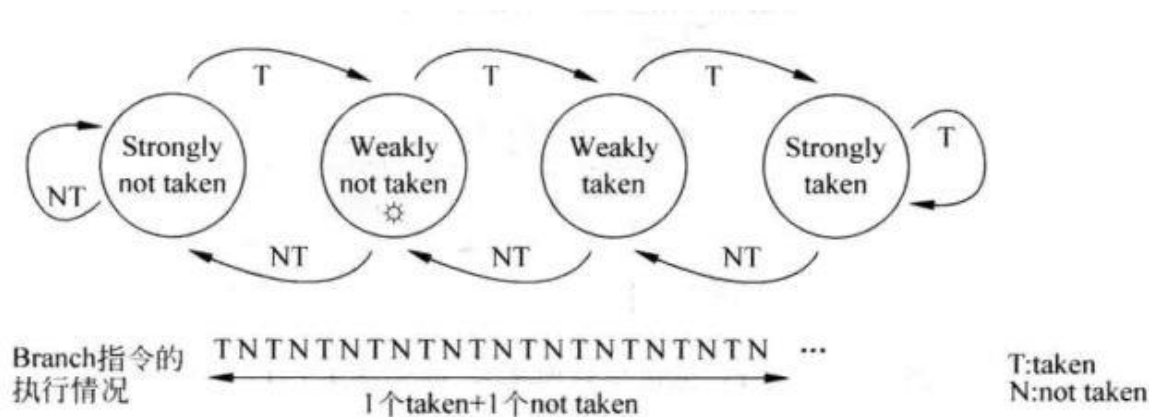 T T T
Strongly not taken
Weakly not taken
Weakly taken
Strongly taken
T
NT
NT NT NT
Branch指令的
执行情况
T N T N T N T N T N T N T N T N T N T N T N T N ···
1个taken+1个not taken
T:taken
N:not taken